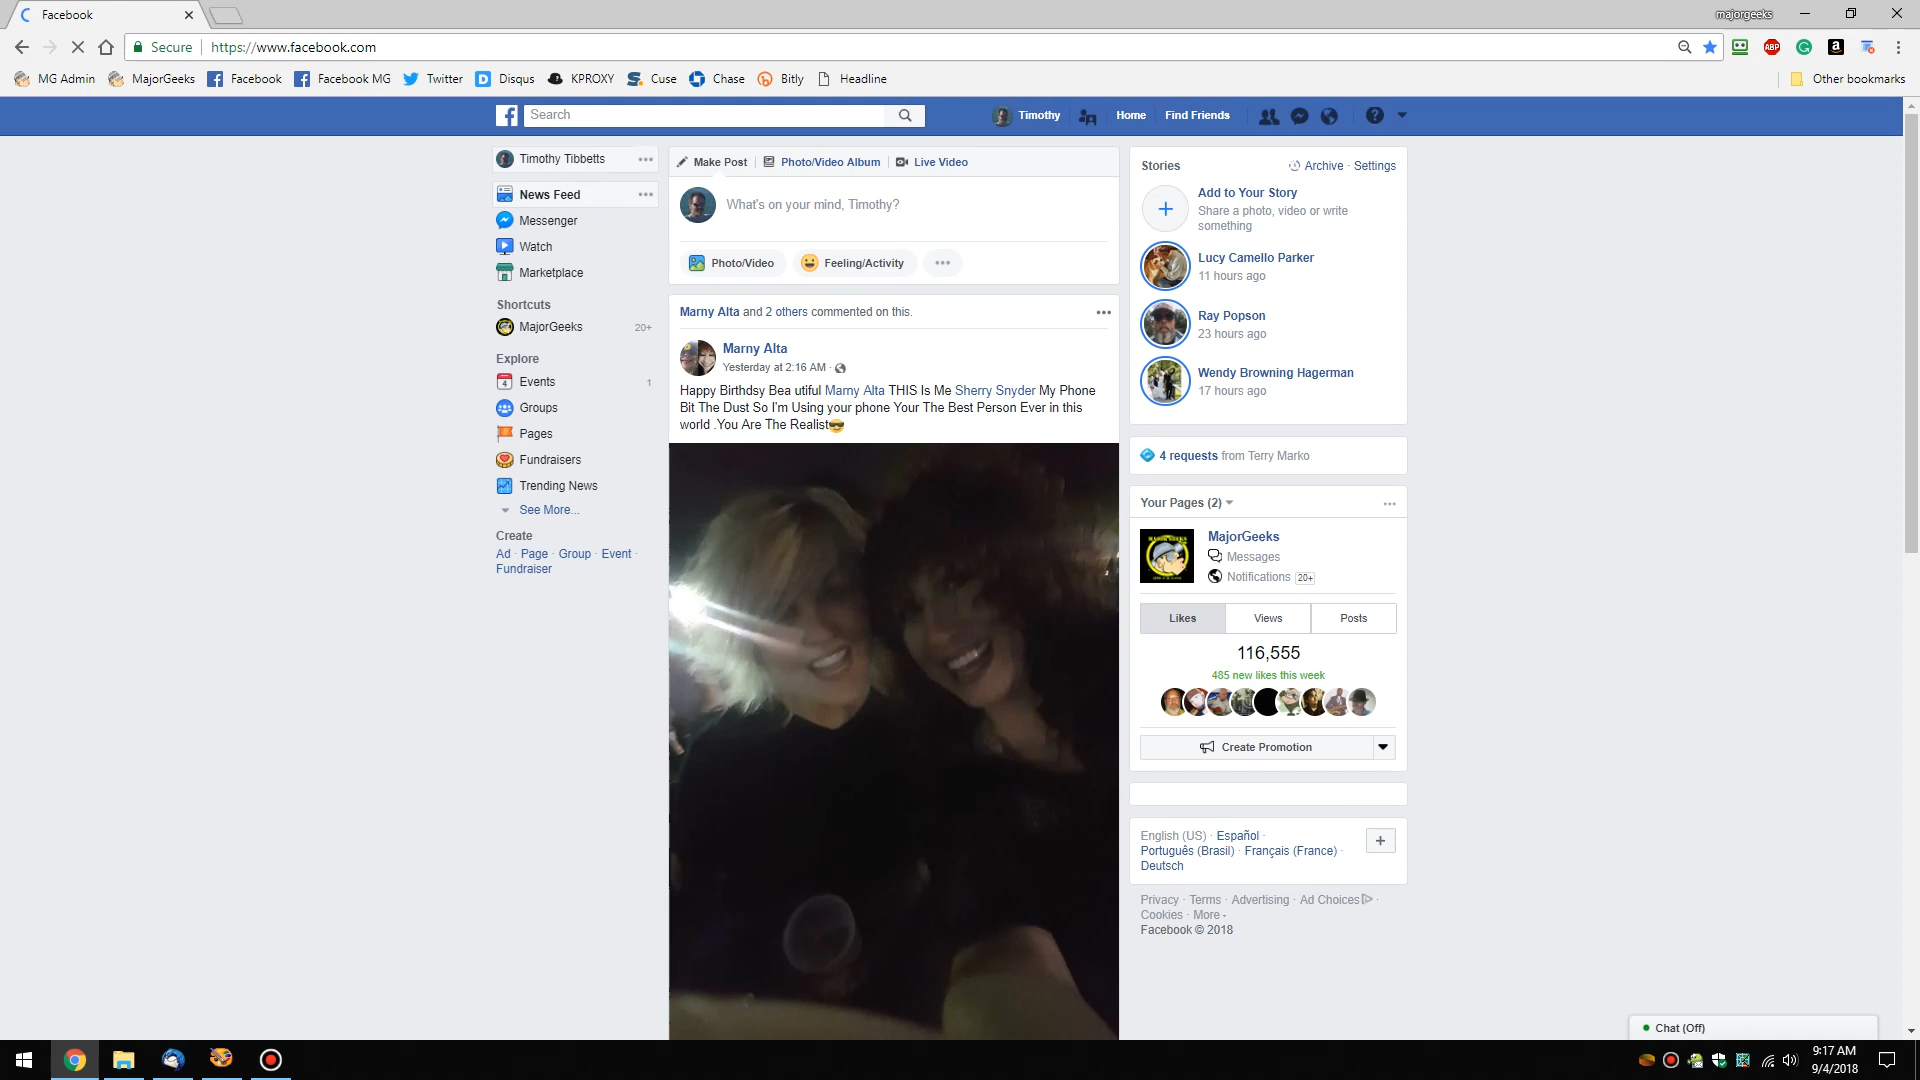 Facebook
majorgeeks
Secure
https://www.facebook.com
MG Admin
MajorGeeks
Facebook
Facebook MG
Twitter
Disqus
KPROXY
Cuse
Chase
Bitly
Headline
Other bookmarks
Search
Timothy
Home
Find Friends
Timothy Tibbetts
News Feed
Messenger
Watch
Marketplace
Shortcuts
MajorGeeks 20+
Explore
Events 1
Groups
Pages
Fundraisers
Trending News
See More...
Create
Ad · Page · Group · Event ·
Fundraiser
Make Post
Photo/Video Album
Live Video
What's on your mind, Timothy?
Photo/Video
Feeling/Activity
Marny Alta and 2 others commented on this.
Marny Alta
Yesterday at 2:16 AM ·
Happy Birthdsy Bea utiful Marny Alta THIS Is Me Sherry Snyder My Phone
Bit The Dust So I'm Using your phone Your The Best Person Ever in this
world .You Are The Realist😎
Stories
Archive · Settings
Add to Your Story
Share a photo, video or write
something
Lucy Camello Parker
11 hours ago
Ray Popson
23 hours ago
Wendy Browning Hagerman
17 hours ago
4 requests from Terry Marko
Your Pages (2)
MajorGeeks
Messages
Notifications 20+
Likes
Views
Posts
116,555
485 new likes this week
Create Promotion
English (US) · Español ·
Português (Brasil) · Français (France) ·
Deutsch
Privacy · Terms · Advertising · Ad Choices ·
Cookies · More
Facebook © 2018
Chat (Off)
9:17 AM
9/4/2018